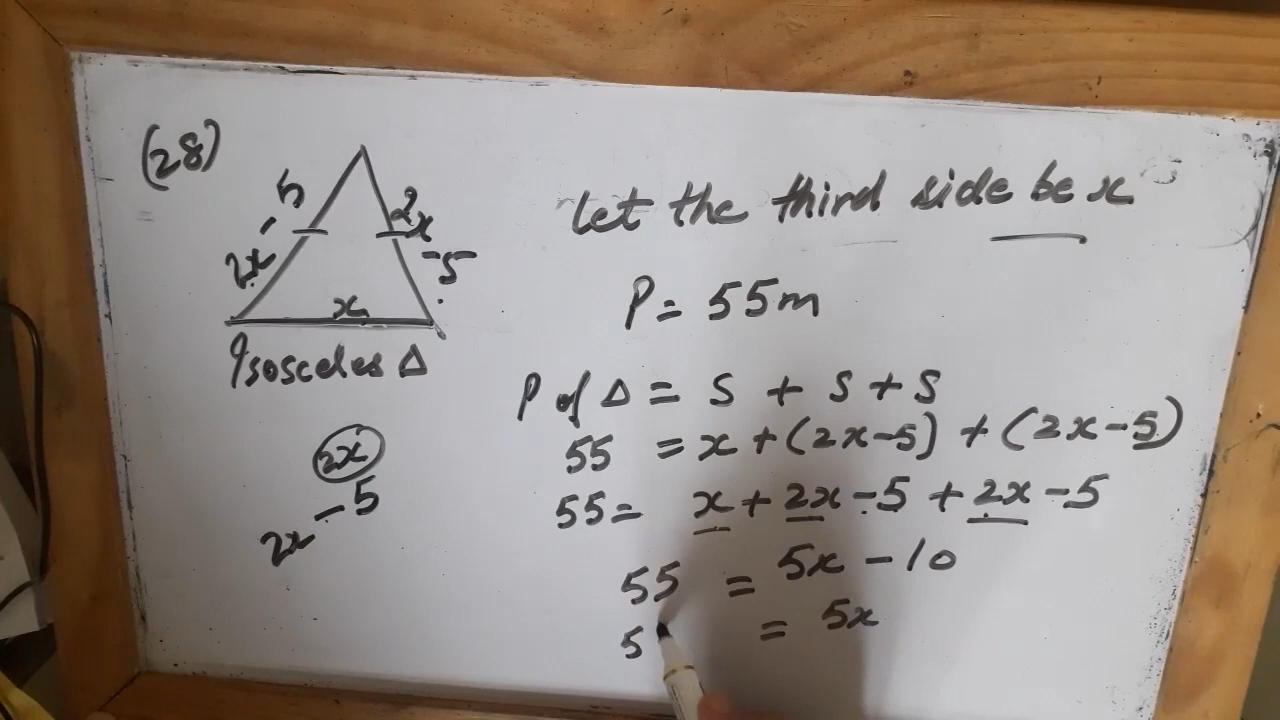 (28)
2x - 5
2x
-5
x
Isosceles Δ
2x
2x - 5
Let the third side be x
P = 55m
P of Δ = S + S + S
55 = x + (2x-5) + (2x-5)
55 = x + 2x - 5 + 2x - 5
55 = 5x - 10
5 = 5x